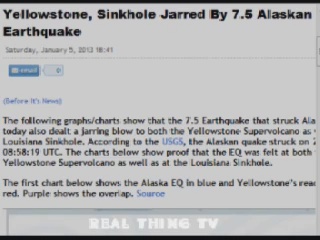 Yellowstone, Sinkhole Jarred By 7.5 Alaskan
Earthquake
Saturday, January 5, 2013 18:41
email 0
(Before It's News)
The following graphs/charts show that the 7.5 Earthquake that struck Ala
today also dealt a jarring blow to both the Yellowstone Supervolcano as
Louisiana Sinkhole. According to the USGS, the Alaskan quake struck on 2
08:58:19 UTC. The charts below show proof that the EQ was felt at both
Yellowstone Supervolcano as well as at the Louisiana Sinkhole.
The first chart below shows the Alaska EQ in blue and Yellowstone's reac
red. Purple shows the overlap. Source
REAL THING TV